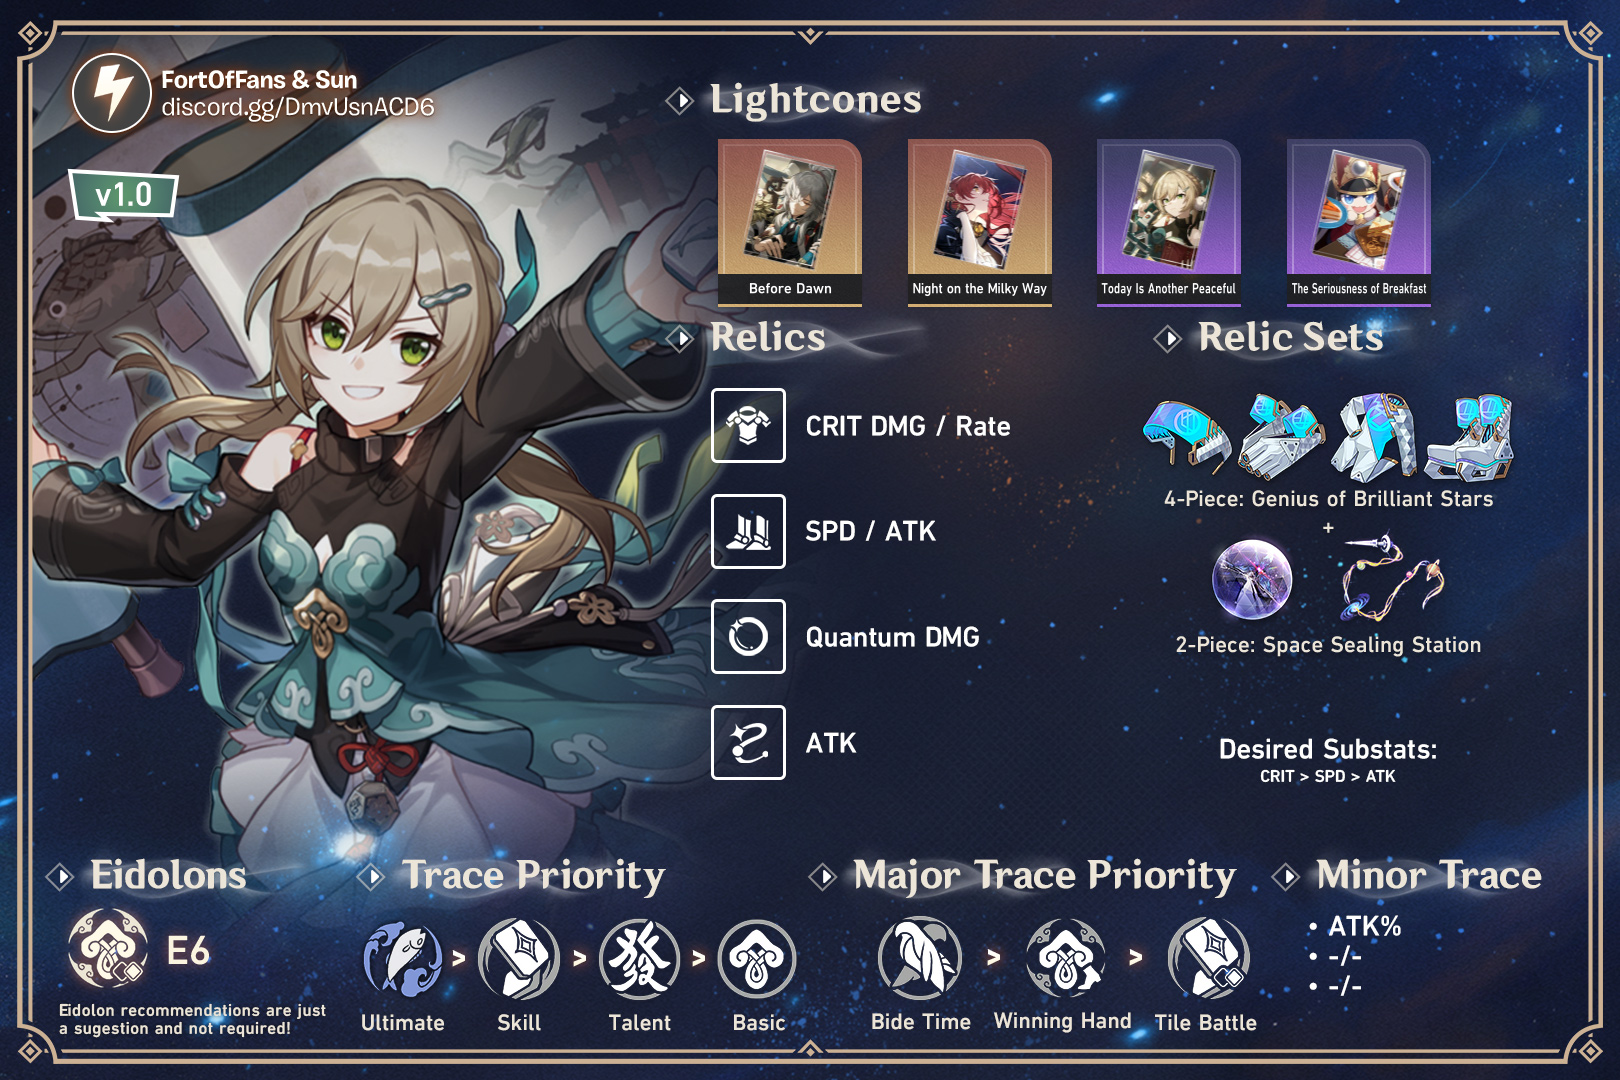 FortOfFans & Sun
discord.gg/DmvUsnACD6
v1.0
Lightcones
Before Dawn
Night on the Milky Way
Today Is Another Peaceful
The Seriousness of Breakfast
Relics
CRIT DMG / Rate
SPD / ATK
Quantum DMG
ATK
Relic Sets
4-Piece: Genius of Brilliant Stars
+
2-Piece: Space Sealing Station
Desired Substats:
CRIT > SPD > ATK
Eidolons
E6
Eidolon recommendations are just
a sugestion and not required!
Trace Priority
發
> > >
Ultimate Skill Talent Basic
Major Trace Priority
> >
Bide Time Winning Hand Tile Battle
Minor Trace
• ATK%
• -/-
• -/-